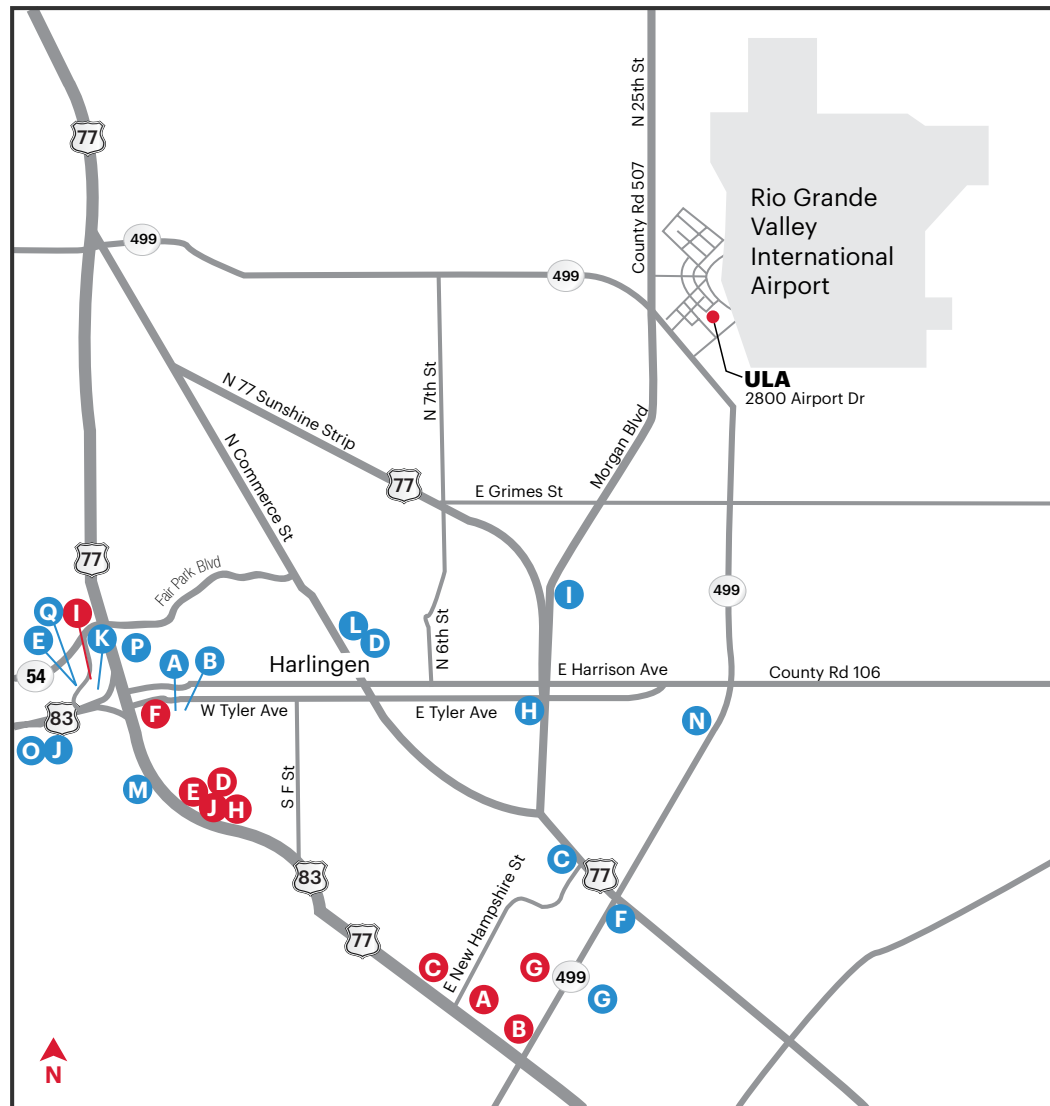 N 25th St
77
County Rd 507
Rio Grande
Valley
International
Airport
499
499
ULA
2800 Airport Dr
N 77 Sunshine Strip
N 7th St
N Commerce St
Morgan Blvd
77
E Grimes St
77
Fair Park Blvd
499
I
Q
I
E
K
P
L
D
N 6th St
A
B
Harlingen
E Harrison Ave
County Rd 106
54
83
F
W Tyler Ave
E Tyler Ave
H
N
O
J
M
E
D
J
H
S F St
83
C
77
F
77
E New Hampshire St
C
G
499
A
G
B
N